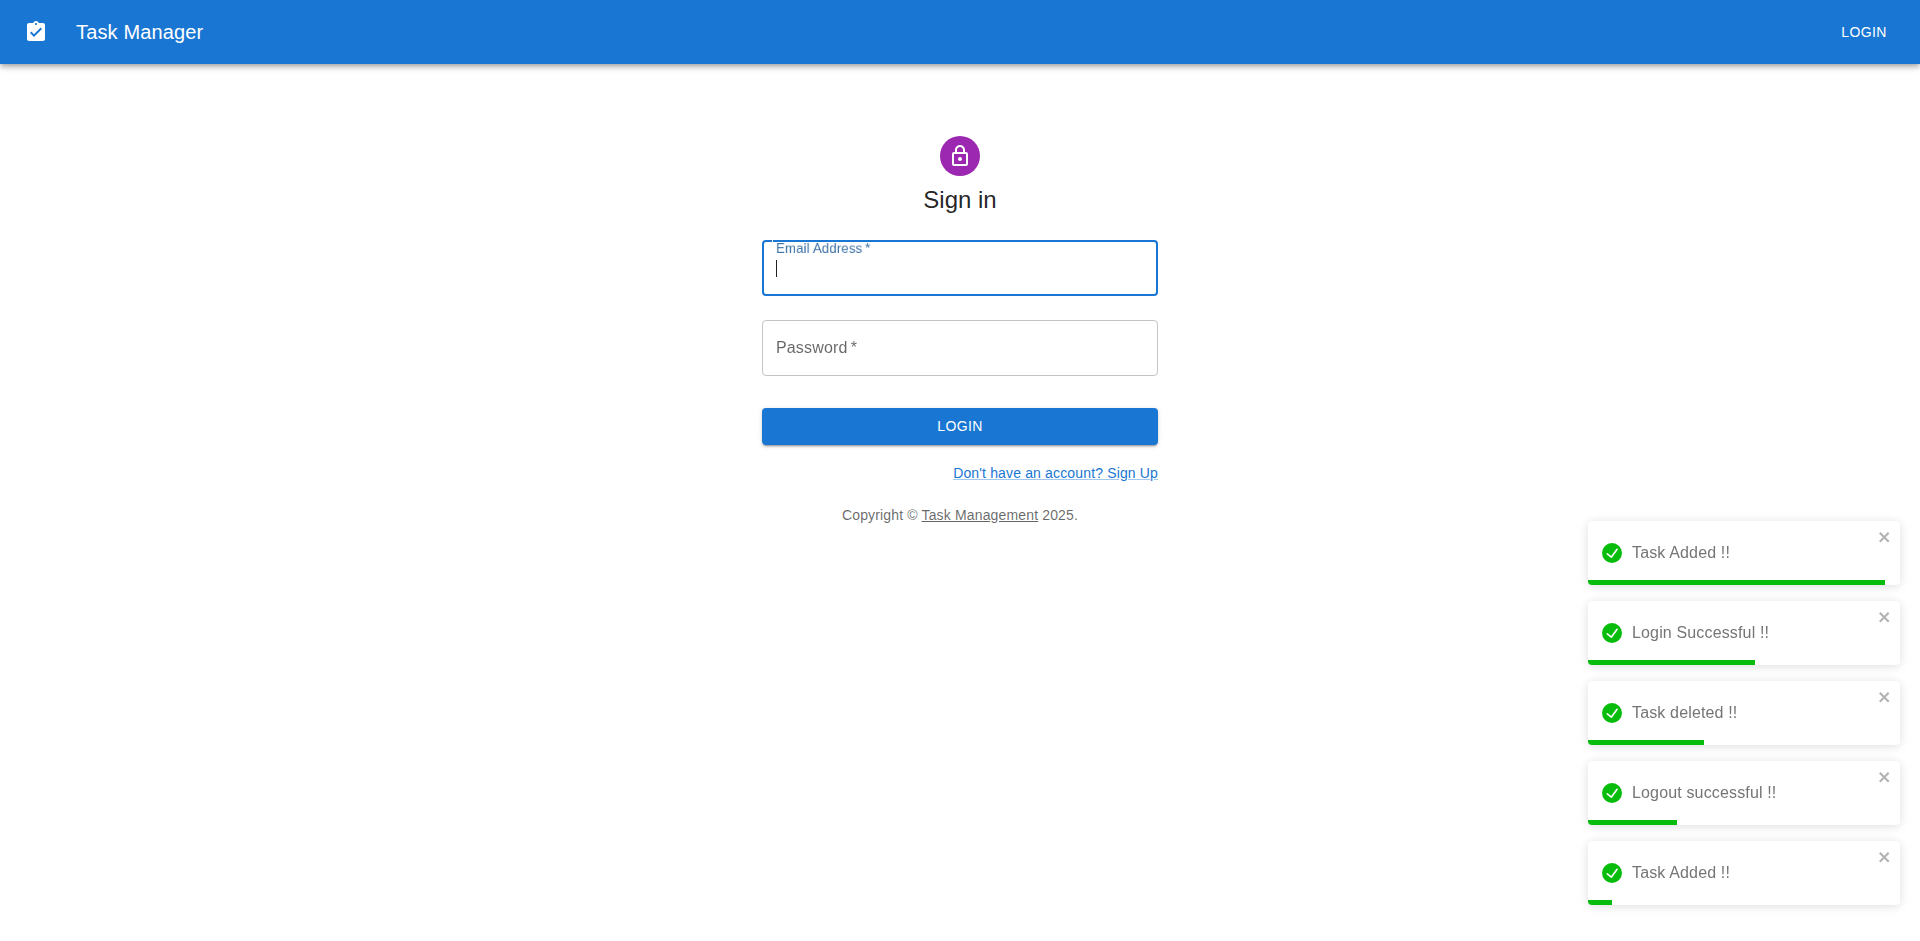 Task Manager
LOGIN
Sign in
Email Address *
Password *
LOGIN
Don't have an account? Sign Up
Copyright © Task Management 2025.
Task Added !!
Login Successful !!
Task deleted !!
Logout successful !!
Task Added !!